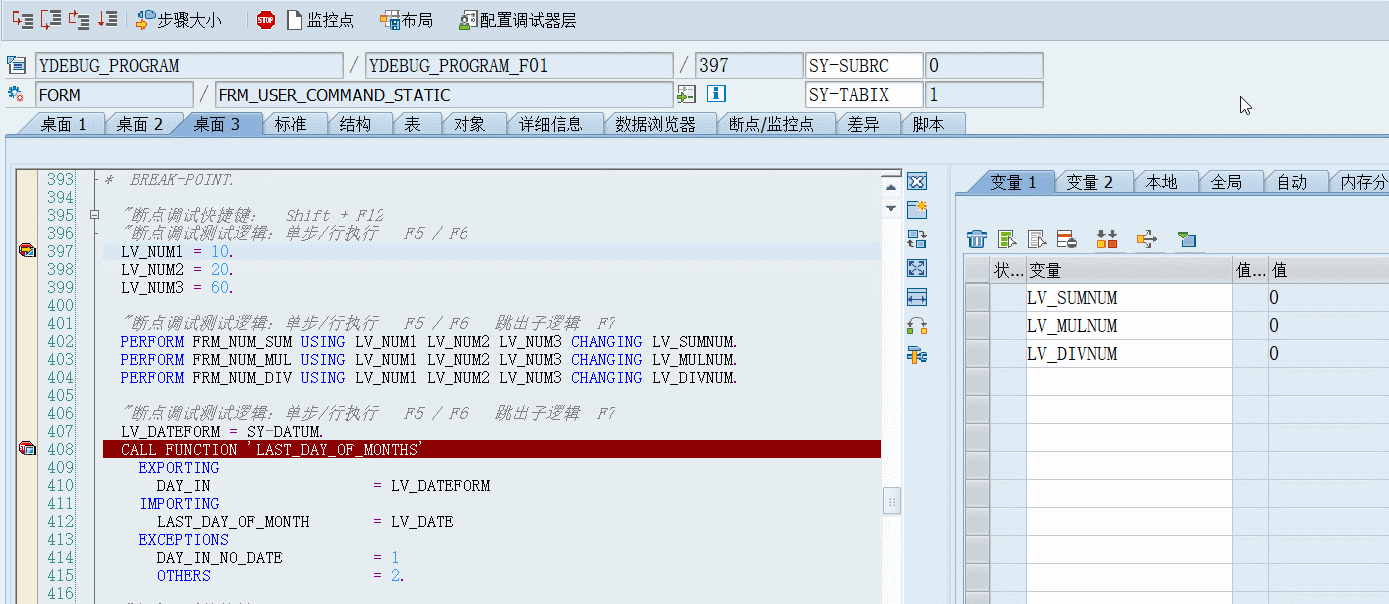 步骤大小 STOP 监控点 布局 配置调试器层
YDEBUG_PROGRAM / YDEBUG_PROGRAM_F01 / 397 SY-SUBRC 0
FORM / FRM_USER_COMMAND_STATIC SY-TABIX 1
桌面 1 桌面 2 桌面 3 标准 结构 表 对象 详细信息 数据浏览器 断点/监控点 差异 脚本
393 * BREAK-POINT.
394
395 "断点调试快捷键: Shift + F12
396 "断点调试测试逻辑: 单步/行执行 F5 / F6
397 LV_NUM1 = 10.
398 LV_NUM2 = 20.
399 LV_NUM3 = 60.
400
401 "断点调试测试逻辑: 单步/行执行 F5 / F6 跳出子逻辑 F7
402 PERFORM FRM_NUM_SUM USING LV_NUM1 LV_NUM2 LV_NUM3 CHANGING LV_SUMNUM.
403 PERFORM FRM_NUM_MUL USING LV_NUM1 LV_NUM2 LV_NUM3 CHANGING LV_MULNUM.
404 PERFORM FRM_NUM_DIV USING LV_NUM1 LV_NUM2 LV_NUM3 CHANGING LV_DIVNUM.
405
406 "断点调试测试逻辑: 单步/行执行 F5 / F6 跳出子逻辑 F7
407 LV_DATEFORM = SY-DATUM.
408 CALL FUNCTION 'LAST_DAY_OF_MONTHS'
409 EXPORTING
410 DAY_IN = LV_DATEFORM
411 IMPORTING
412 LAST_DAY_OF_MONTH = LV_DATE
413 EXCEPTIONS
414 DAY_IN_NO_DATE = 1
415 OTHERS = 2.
416
变量 1 变量 2 本地 全局 自动 内存分
状... 变量 值... 值
LV_SUMNUM 0
LV_MULNUM 0
LV_DIVNUM 0